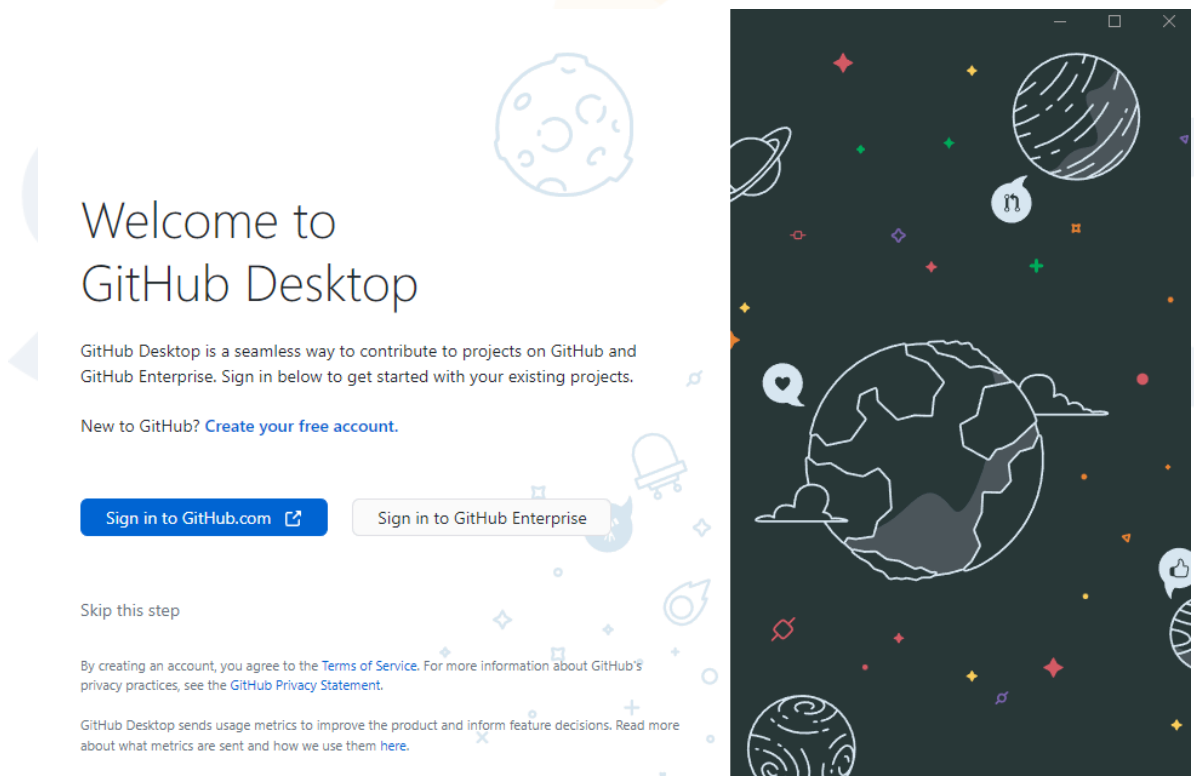 Welcome to
GitHub Desktop
GitHub Desktop is a seamless way to contribute to projects on GitHub and
GitHub Enterprise. Sign in below to get started with your existing projects.
New to GitHub? Create your free account.
Sign in to GitHub.com
Sign in to GitHub Enterprise
Skip this step
By creating an account, you agree to the Terms of Service. For more information about GitHub's
privacy practices, see the GitHub Privacy Statement.
GitHub Desktop sends usage metrics to improve the product and inform feature decisions. Read more
about what metrics are sent and how we use them here.